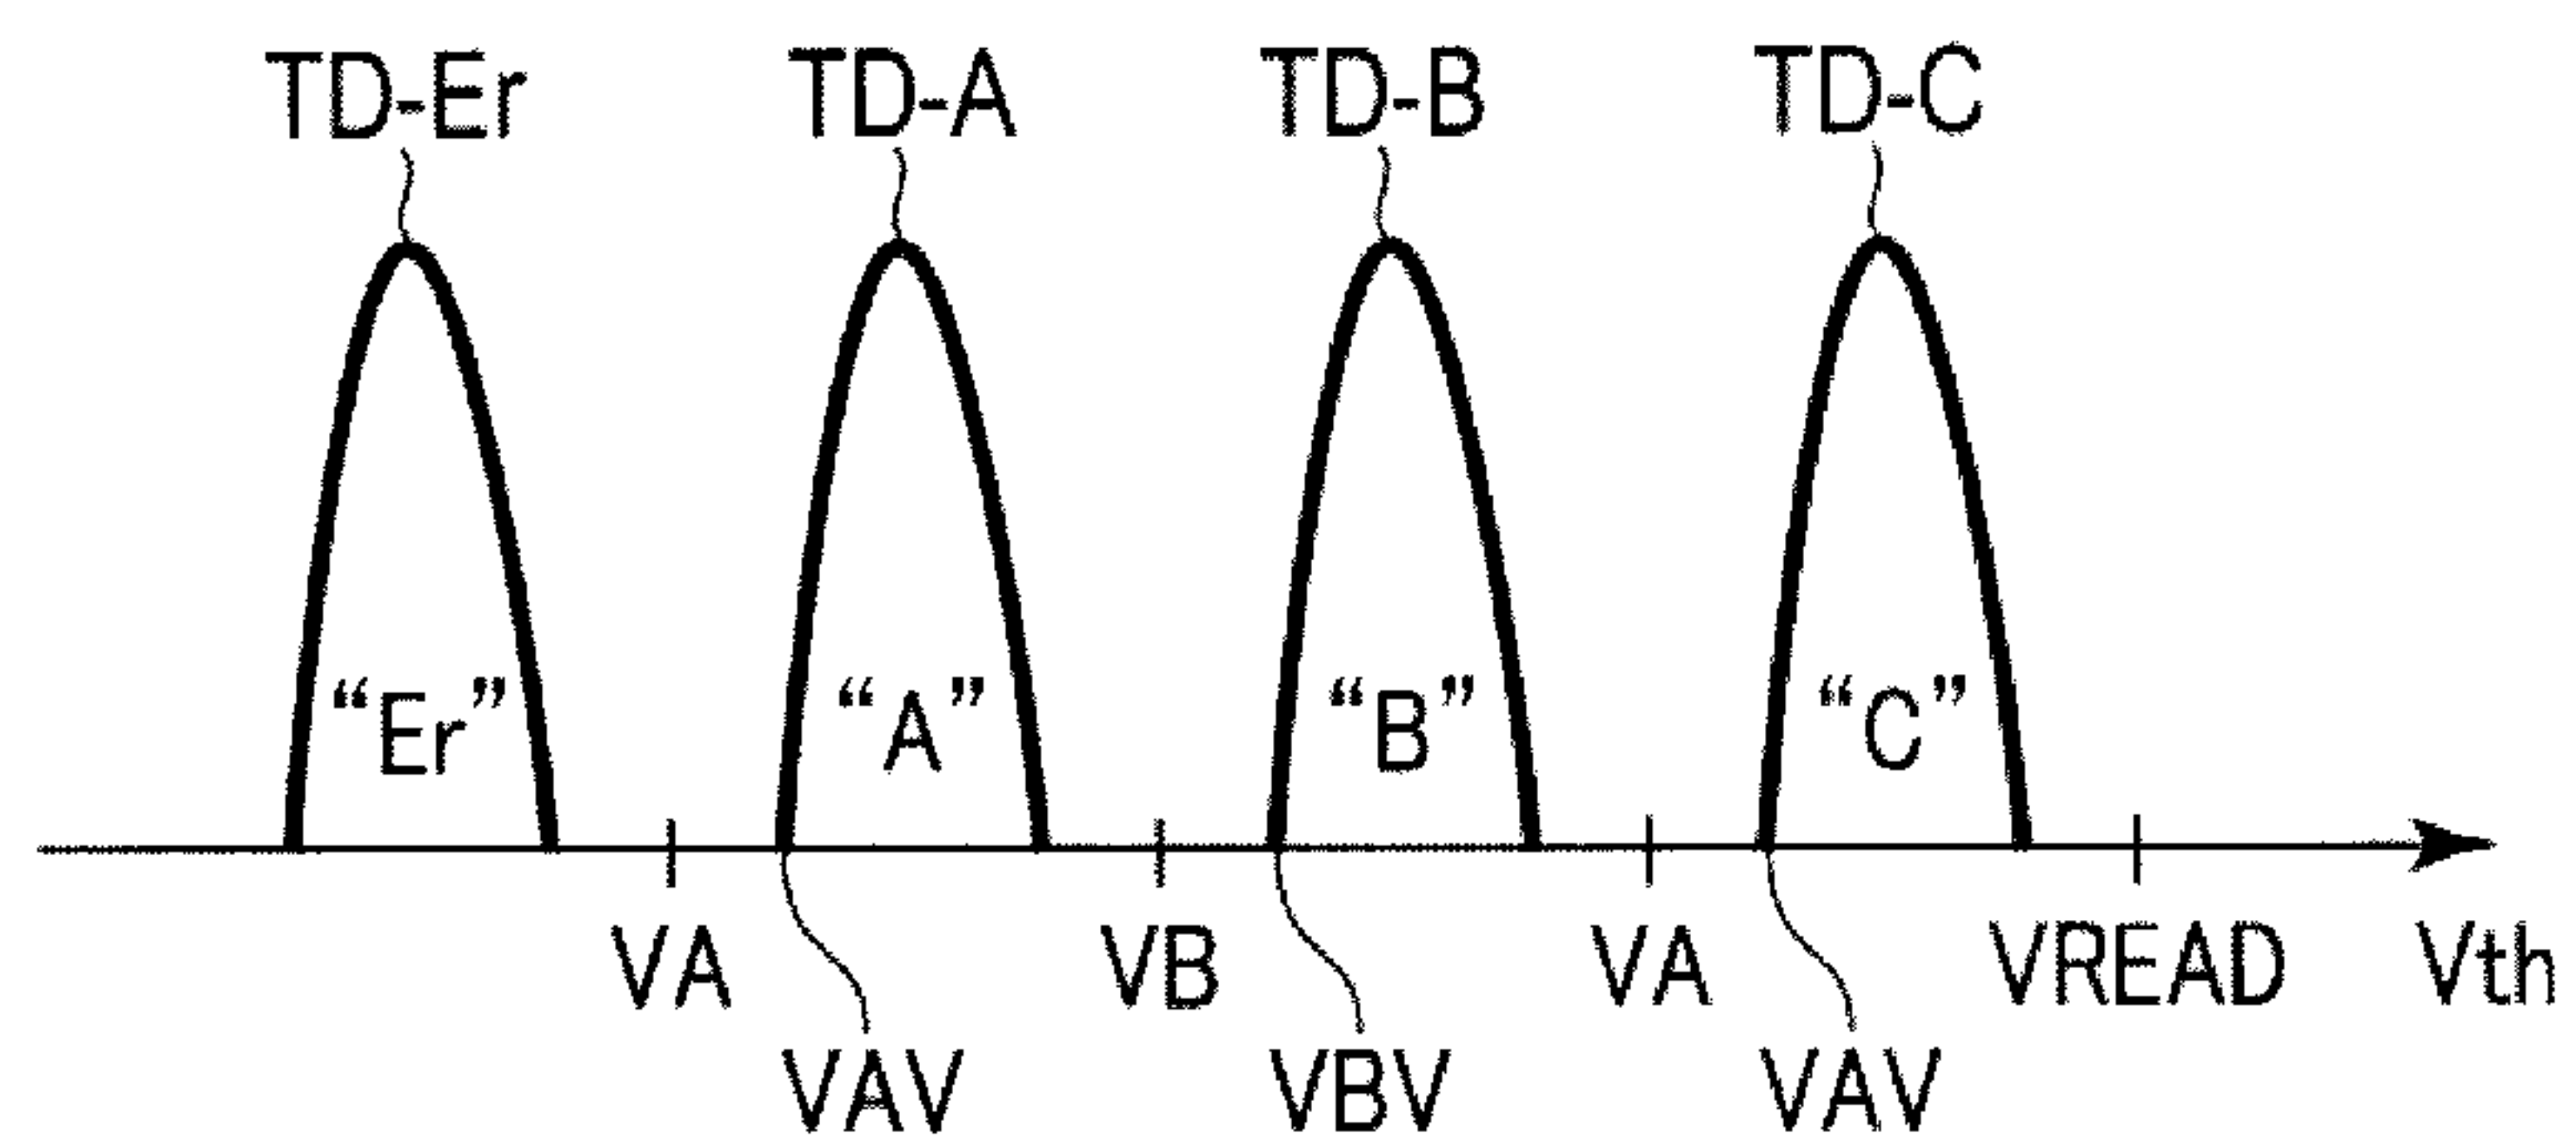 TD-Er TD-A TD-B TD-C
“Er” “A” “B” “C”
VA VB VA VREAD Vth
VAV VBV VAV